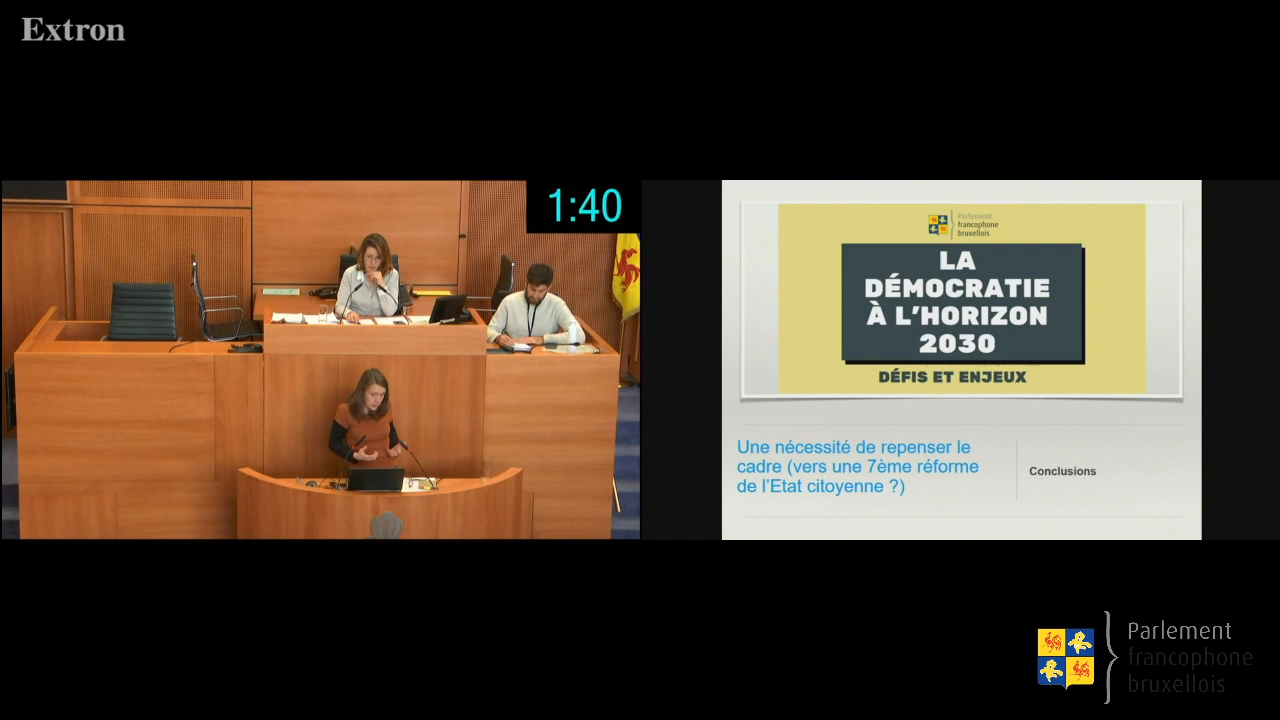 Extron
1:40
Parlement
francophone
bruxellois
LA
DÉMOCRATIE
À L'HORIZON
2030
DÉFIS ET ENJEUX
Une nécessité de repenser le
cadre (vers une 7ème réforme
de l'Etat citoyenne ?)
Conclusions
Parlement
francophone
bruxellois